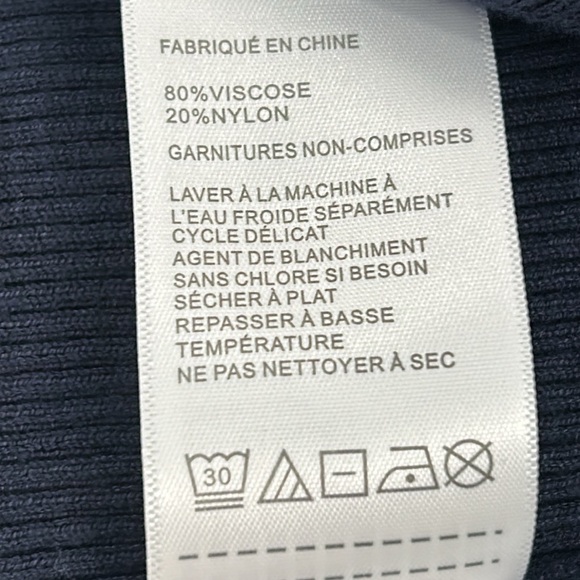 FABRIQUÉ EN CHINE
80%VISCOSE
20%NYLON
GARNITURES NON-COMPRISES
LAVER À LA MACHINE À
L'EAU FROIDE SÉPARÉMENT
CYCLE DÉLICAT
AGENT DE BLANCHIMENT
SANS CHLORE SI BESOIN
SÉCHER À PLAT
REPASSER À BASSE
TEMPÉRATURE
NE PAS NETTOYER À SEC
30